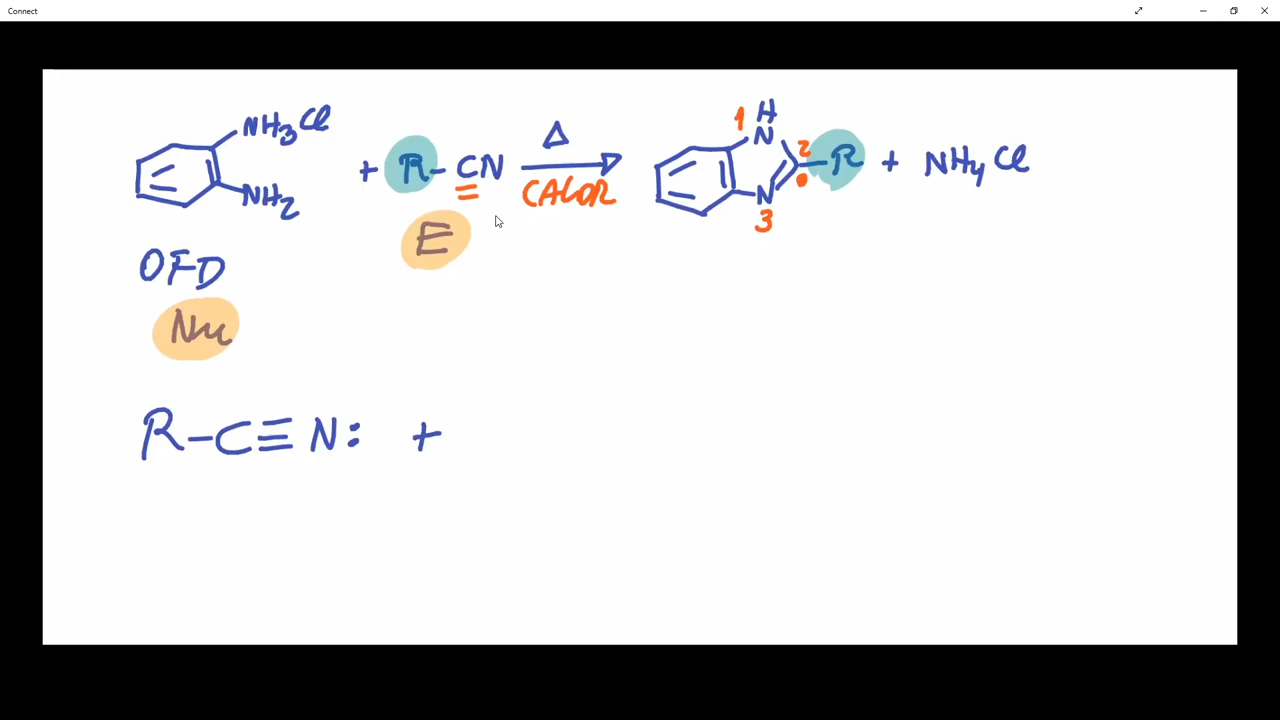 Connect
NH3Cl
NH2
+ R-CN
Δ
CALOR
1
H
N
2
R
N
3
+ NH4Cl
E
OFD
Nu
R-C≡N: +